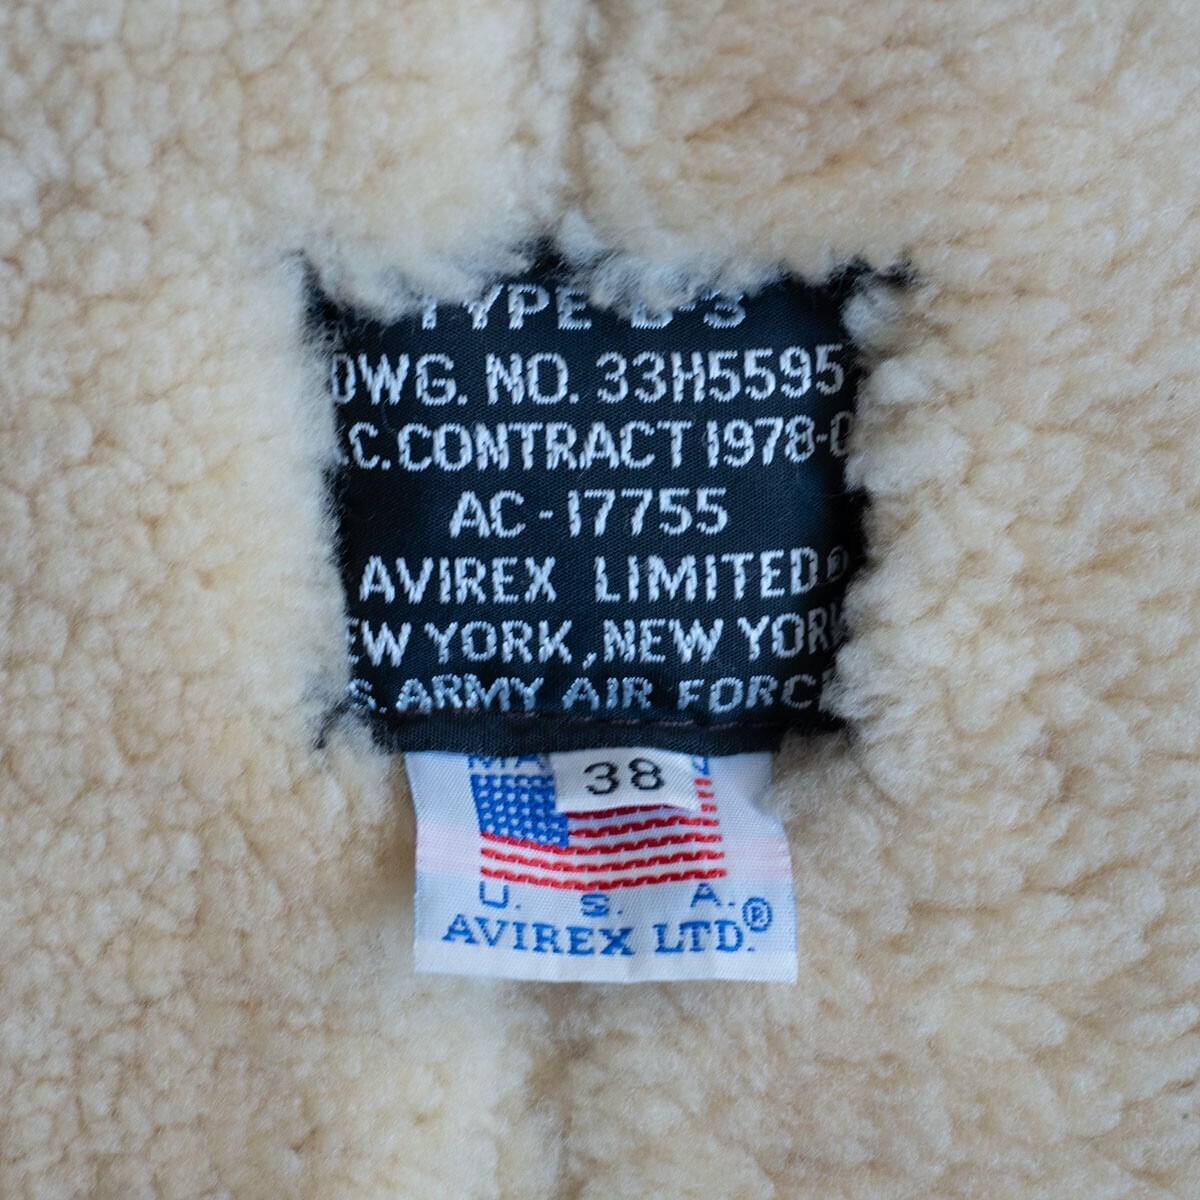 TYPE B-3
DWG. NO. 33H5595
.C. CONTRACT 1978-0
AC-17755
AVIREX LIMITED®
EW YORK, NEW YORK
S. ARMY AIR FORC
38
U. S. A.
AVIREX LTD.®